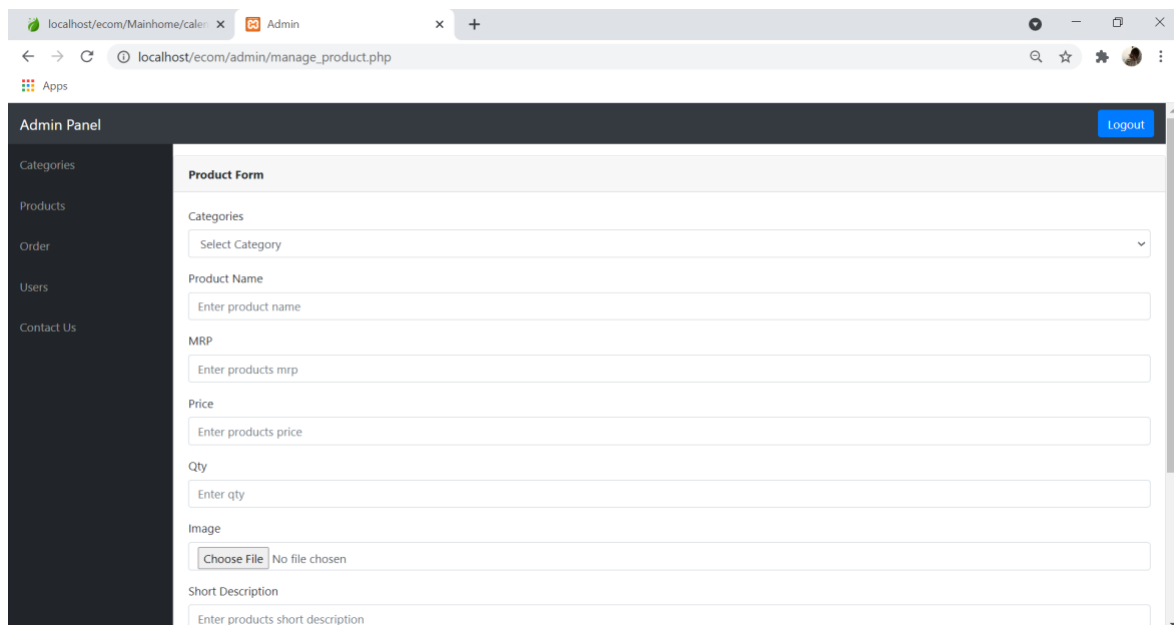 localhost/ecom/Mainhome/cale
Admin
localhost/ecom/admin/manage_product.php
Apps
Admin Panel
Logout
Categories
Products
Order
Users
Contact Us
Product Form
Categories
Select Category
Product Name
Enter product name
MRP
Enter products mrp
Price
Enter products price
Qty
Enter qty
Image
Choose File No file chosen
Short Description
Enter products short description